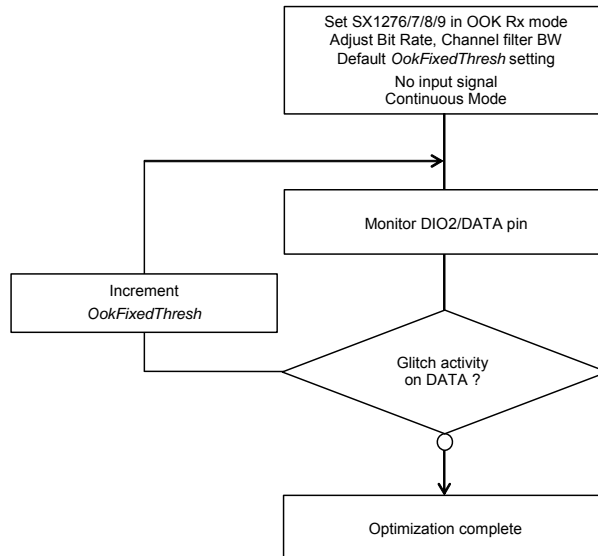 Set SX1276/7/8/9 in OOK Rx mode
Adjust Bit Rate, Channel filter BW
Default OokFixedThresh setting
No input signal
Continuous Mode
Monitor DIO2/DATA pin
Increment
OokFixedThresh
Glitch activity
on DATA ?
Optimization complete